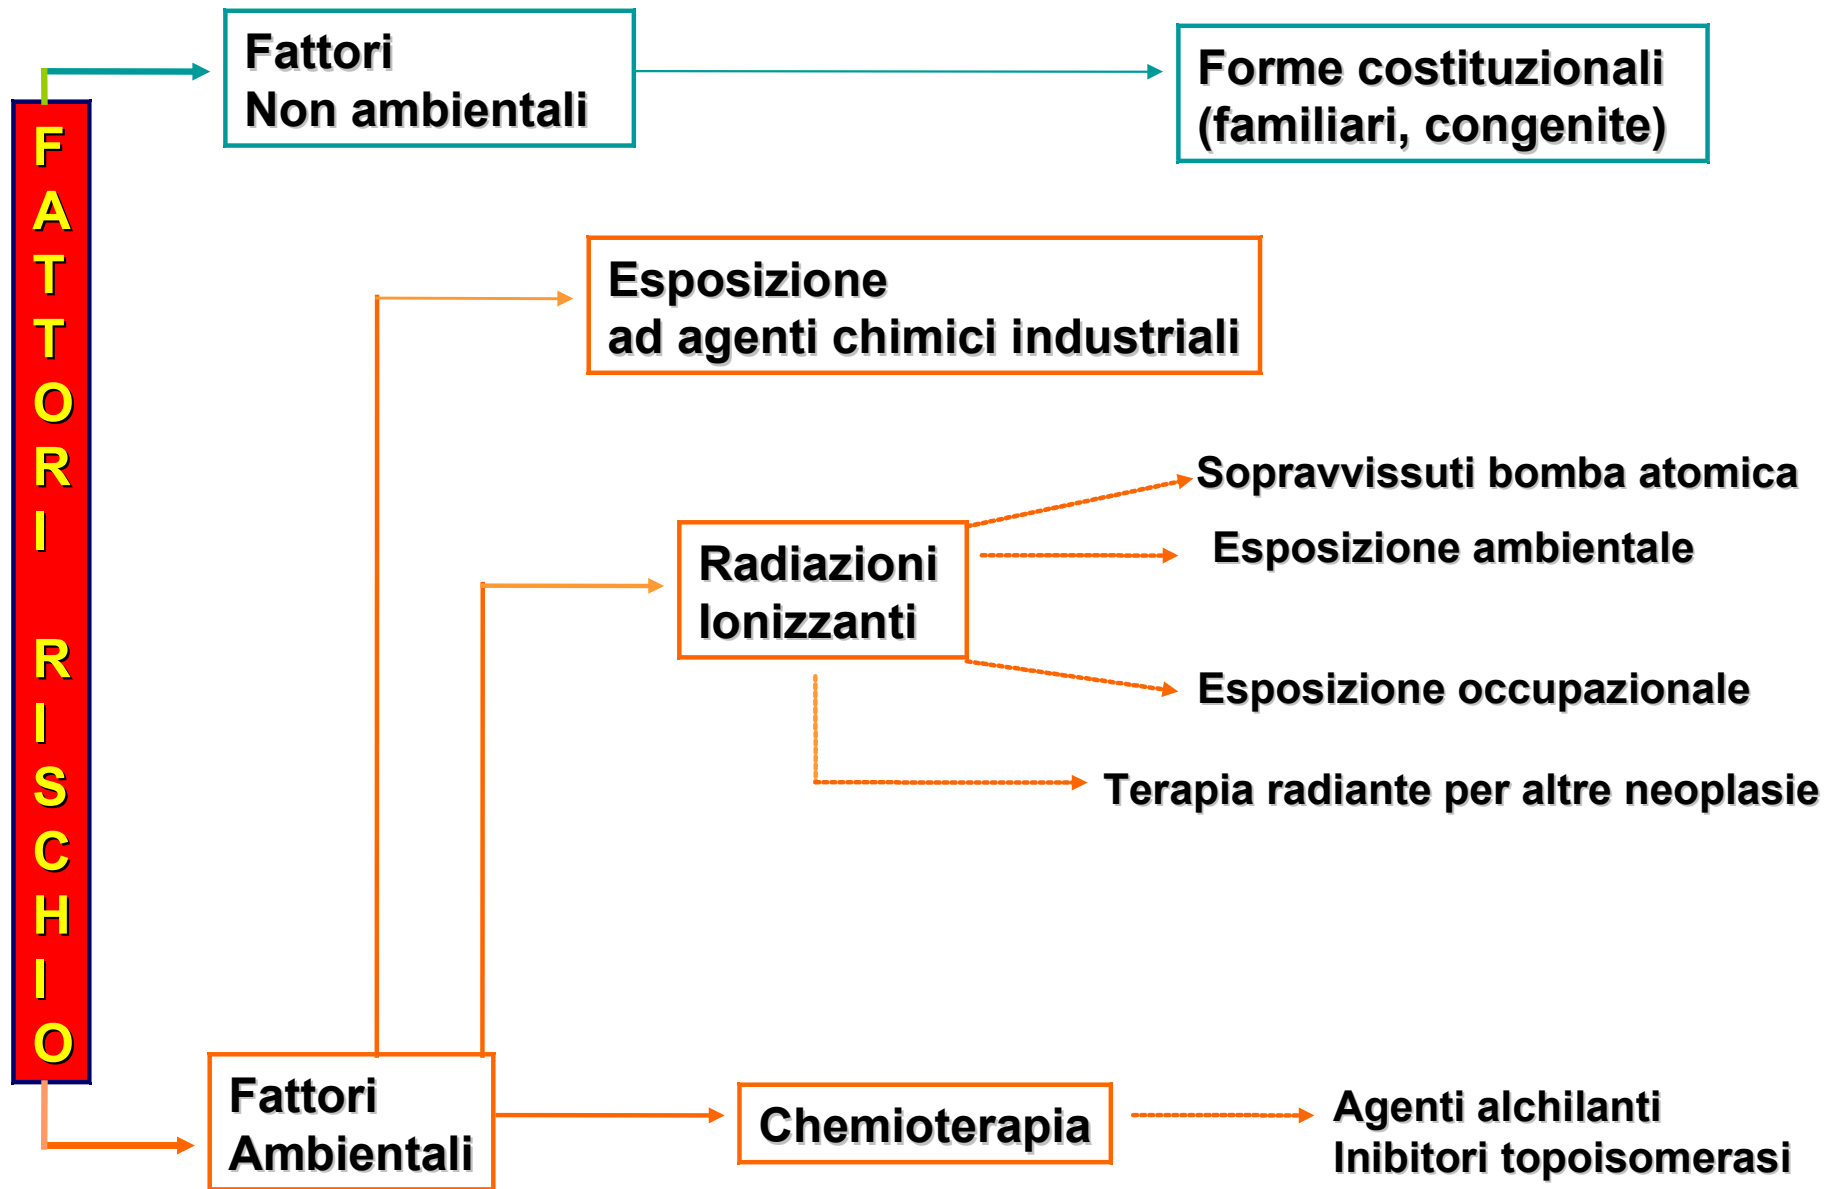 FATTORI RISCHIO
Fattori
Non ambientali
Forme costituzionali
(familiari, congenite)
Esposizione
ad agenti chimici industriali
Radiazioni
Ionizzanti
Sopravvissuti bomba atomica
Esposizione ambientale
Esposizione occupazionale
Terapia radiante per altre neoplasie
Fattori
Ambientali
Chemioterapia
Agenti alchilanti
Inibitori topoisomerasi